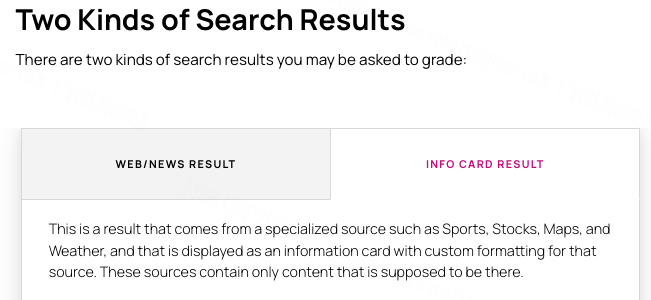 Two Kinds of Search Results
There are two kinds of search results you may be asked to grade:
WEB/NEWS RESULT
INFO CARD RESULT
This is a result that comes from a specialized source such as Sports, Stocks, Maps, and
Weather, and that is displayed as an information card with custom formatting for that
source. These sources contain only content that is supposed to be there.